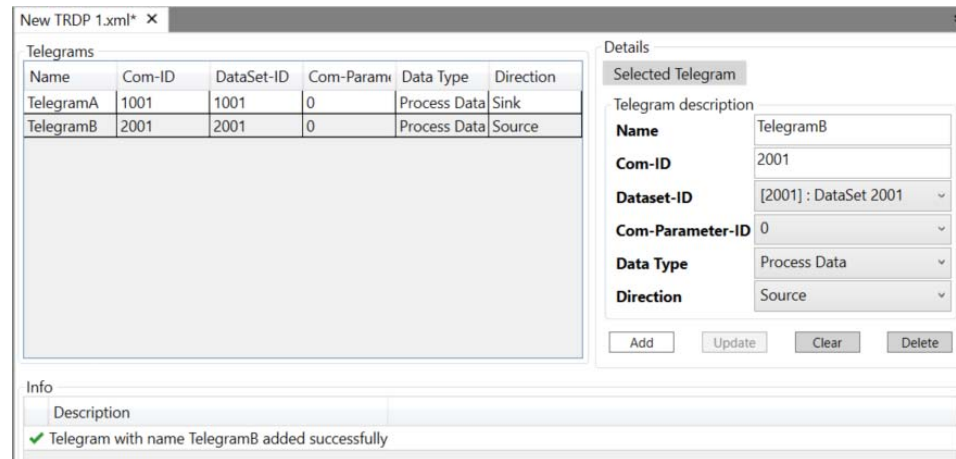 New TRDP 1.xml* ✕
Telegrams
Name Com-ID DataSet-ID Com-Parame Data Type Direction
TelegramA 1001 1001 0 Process Data Sink
TelegramB 2001 2001 0 Process Data Source
Details
Selected Telegram
Telegram description
Name TelegramB
Com-ID 2001
Dataset-ID [2001] : DataSet 2001
Com-Parameter-ID 0
Data Type Process Data
Direction Source
Add Update Clear Delete
Info
Description
✔ Telegram with name TelegramB added successfully